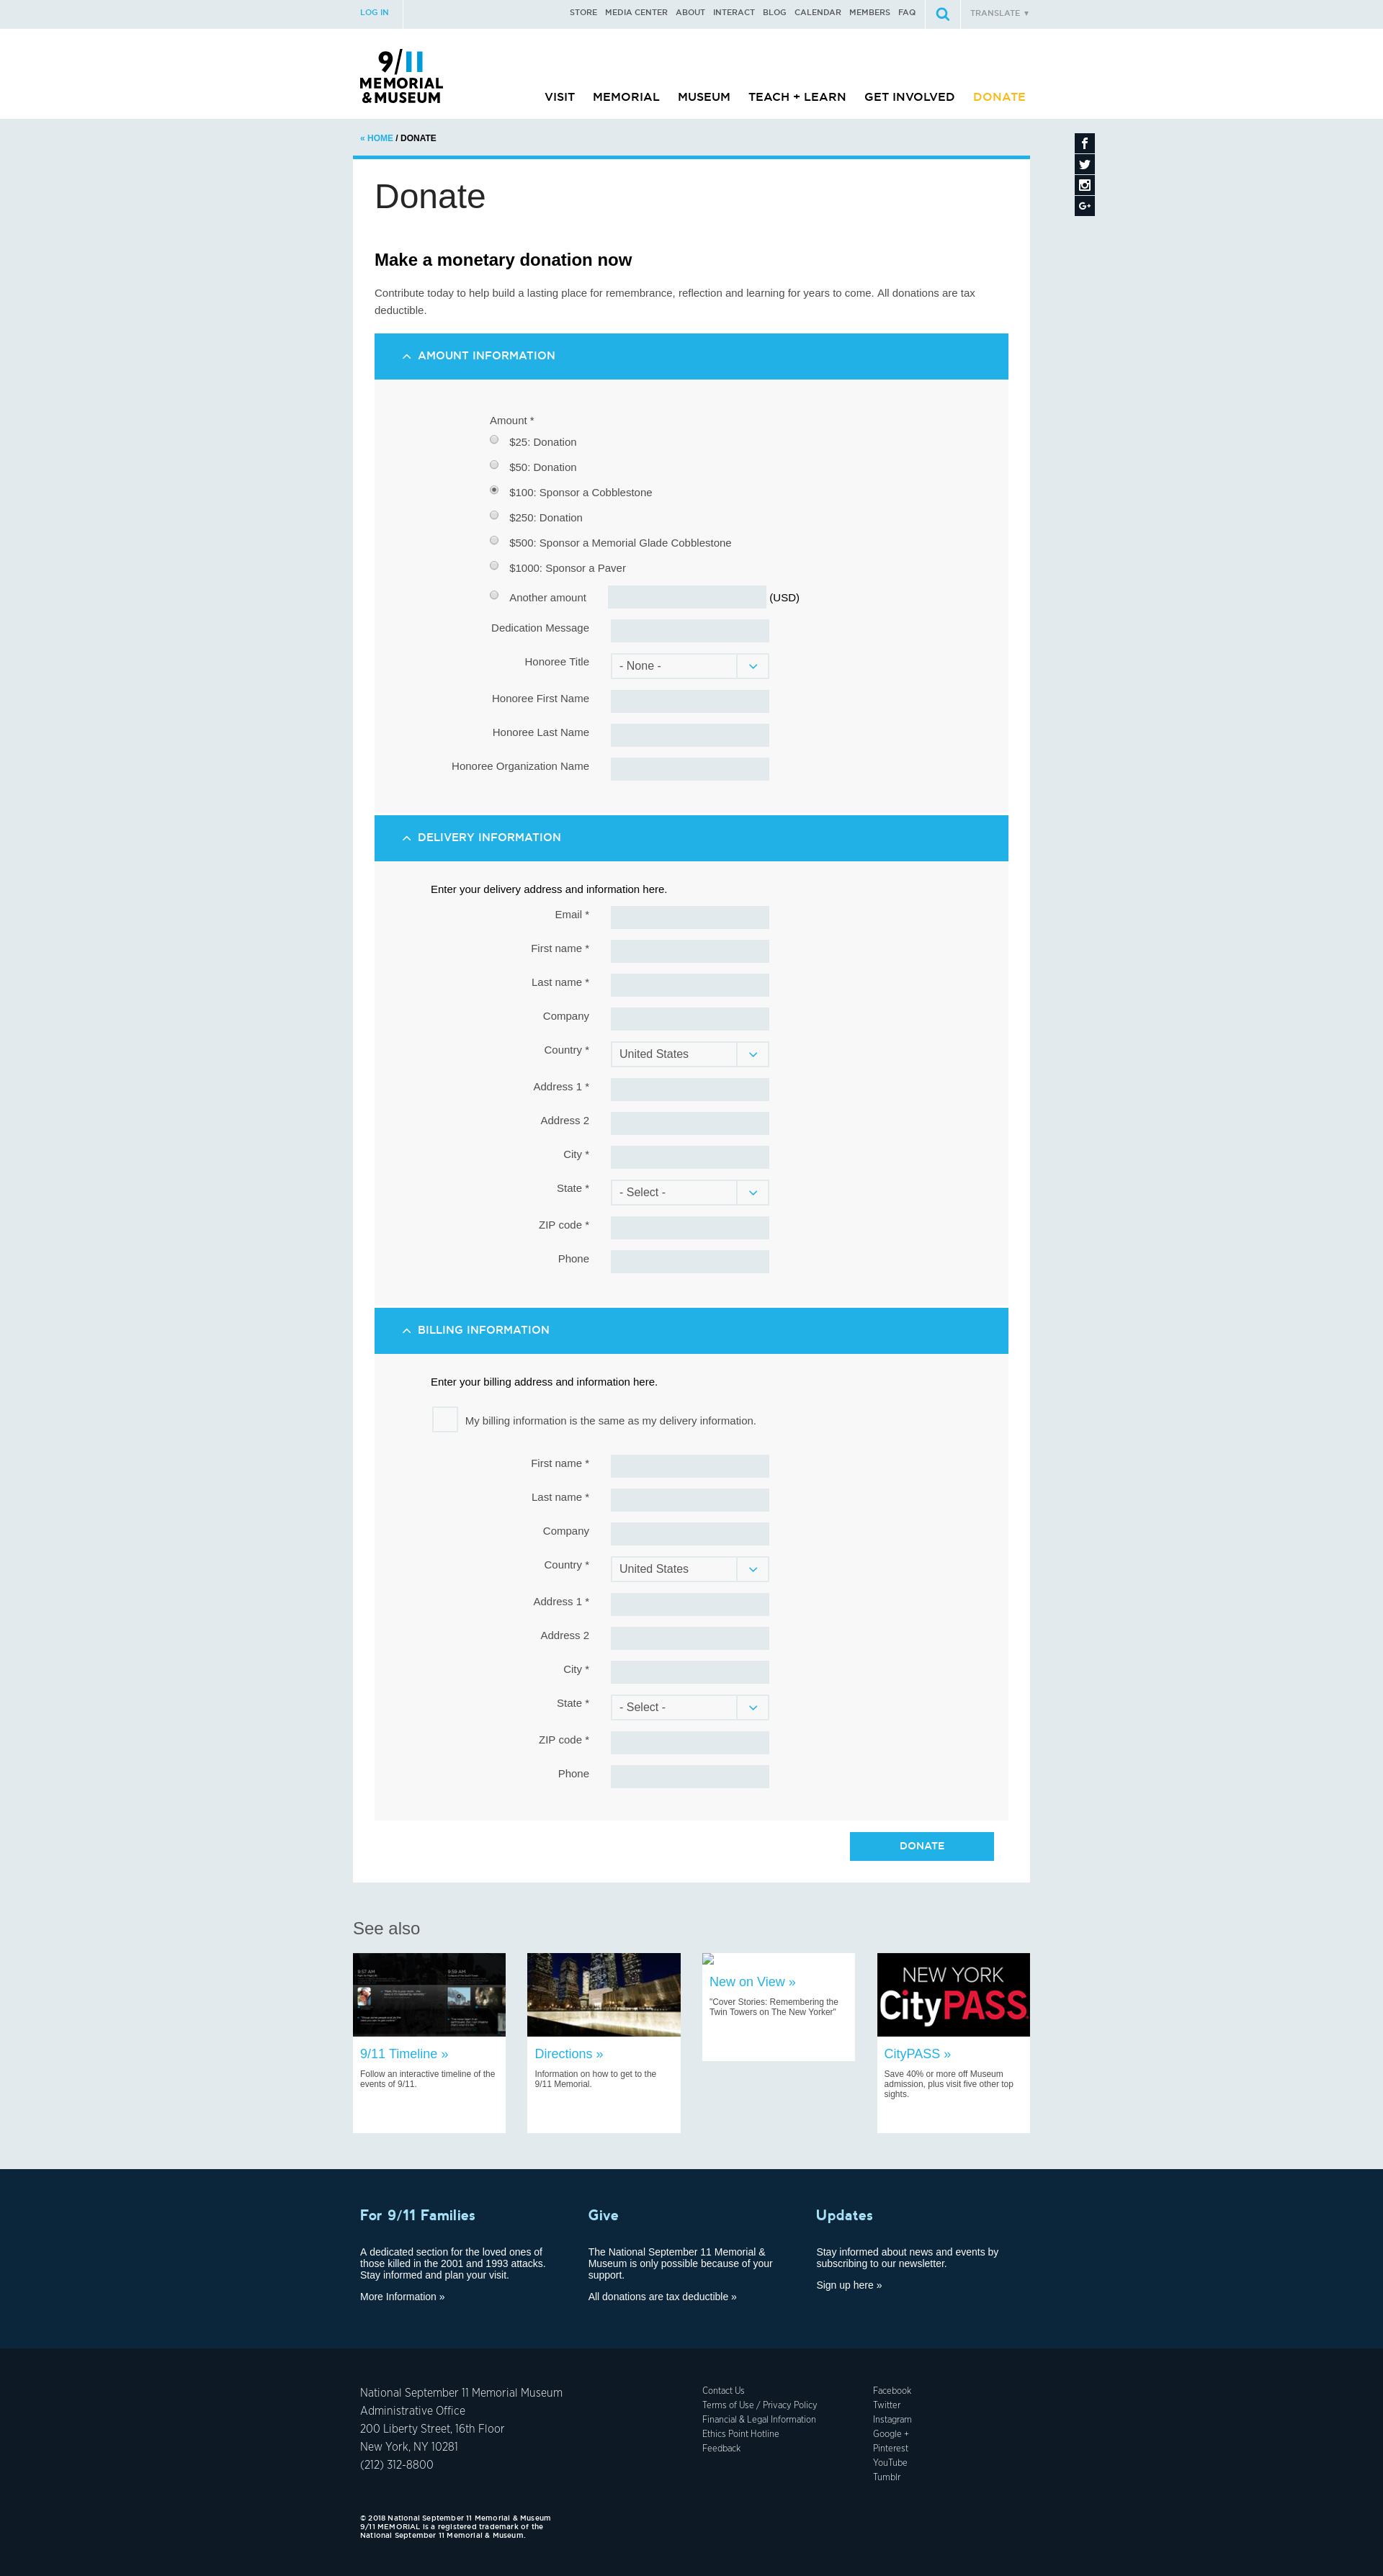 LOG IN
STORE MEDIA CENTER ABOUT INTERACT BLOG CALENDAR MEMBERS FAQ
TRANSLATE ▼
9/11
MEMORIAL
& MUSEUM
VISIT MEMORIAL MUSEUM TEACH + LEARN GET INVOLVED DONATE
« HOME / DONATE
Donate
Make a monetary donation now
Contribute today to help build a lasting place for remembrance, reflection and learning for years to come. All donations are tax
deductible.
AMOUNT INFORMATION
Amount *
$25: Donation
$50: Donation
$100: Sponsor a Cobblestone
$250: Donation
$500: Sponsor a Memorial Glade Cobblestone
$1000: Sponsor a Paver
Another amount (USD)
Dedication Message
Honoree Title - None -
Honoree First Name
Honoree Last Name
Honoree Organization Name
DELIVERY INFORMATION
Enter your delivery address and information here.
Email *
First name *
Last name *
Company
Country * United States
Address 1 *
Address 2
City *
State * - Select -
ZIP code *
Phone
BILLING INFORMATION
Enter your billing address and information here.
My billing information is the same as my delivery information.
First name *
Last name *
Company
Country * United States
Address 1 *
Address 2
City *
State * - Select -
ZIP code *
Phone
DONATE
See also
9/11 Timeline »
Follow an interactive timeline of the
events of 9/11.
Directions »
Information on how to get to the
9/11 Memorial.
New on View »
"Cover Stories: Remembering the
Twin Towers on The New Yorker"
NEW YORK
CityPASS
CityPASS »
Save 40% or more off Museum
admission, plus visit five other top
sights.
For 9/11 Families
A dedicated section for the loved ones of
those killed in the 2001 and 1993 attacks.
Stay informed and plan your visit.
More Information »
Give
The National September 11 Memorial &
Museum is only possible because of your
support.
All donations are tax deductible »
Updates
Stay informed about news and events by
subscribing to our newsletter.
Sign up here »
National September 11 Memorial Museum
Administrative Office
200 Liberty Street, 16th Floor
New York, NY 10281
(212) 312-8800
Contact Us
Terms of Use / Privacy Policy
Financial & Legal Information
Ethics Point Hotline
Feedback
Facebook
Twitter
Instagram
Google +
Pinterest
YouTube
Tumblr
© 2018 National September 11 Memorial & Museum
9/11 MEMORIAL is a registered trademark of the
National September 11 Memorial & Museum.